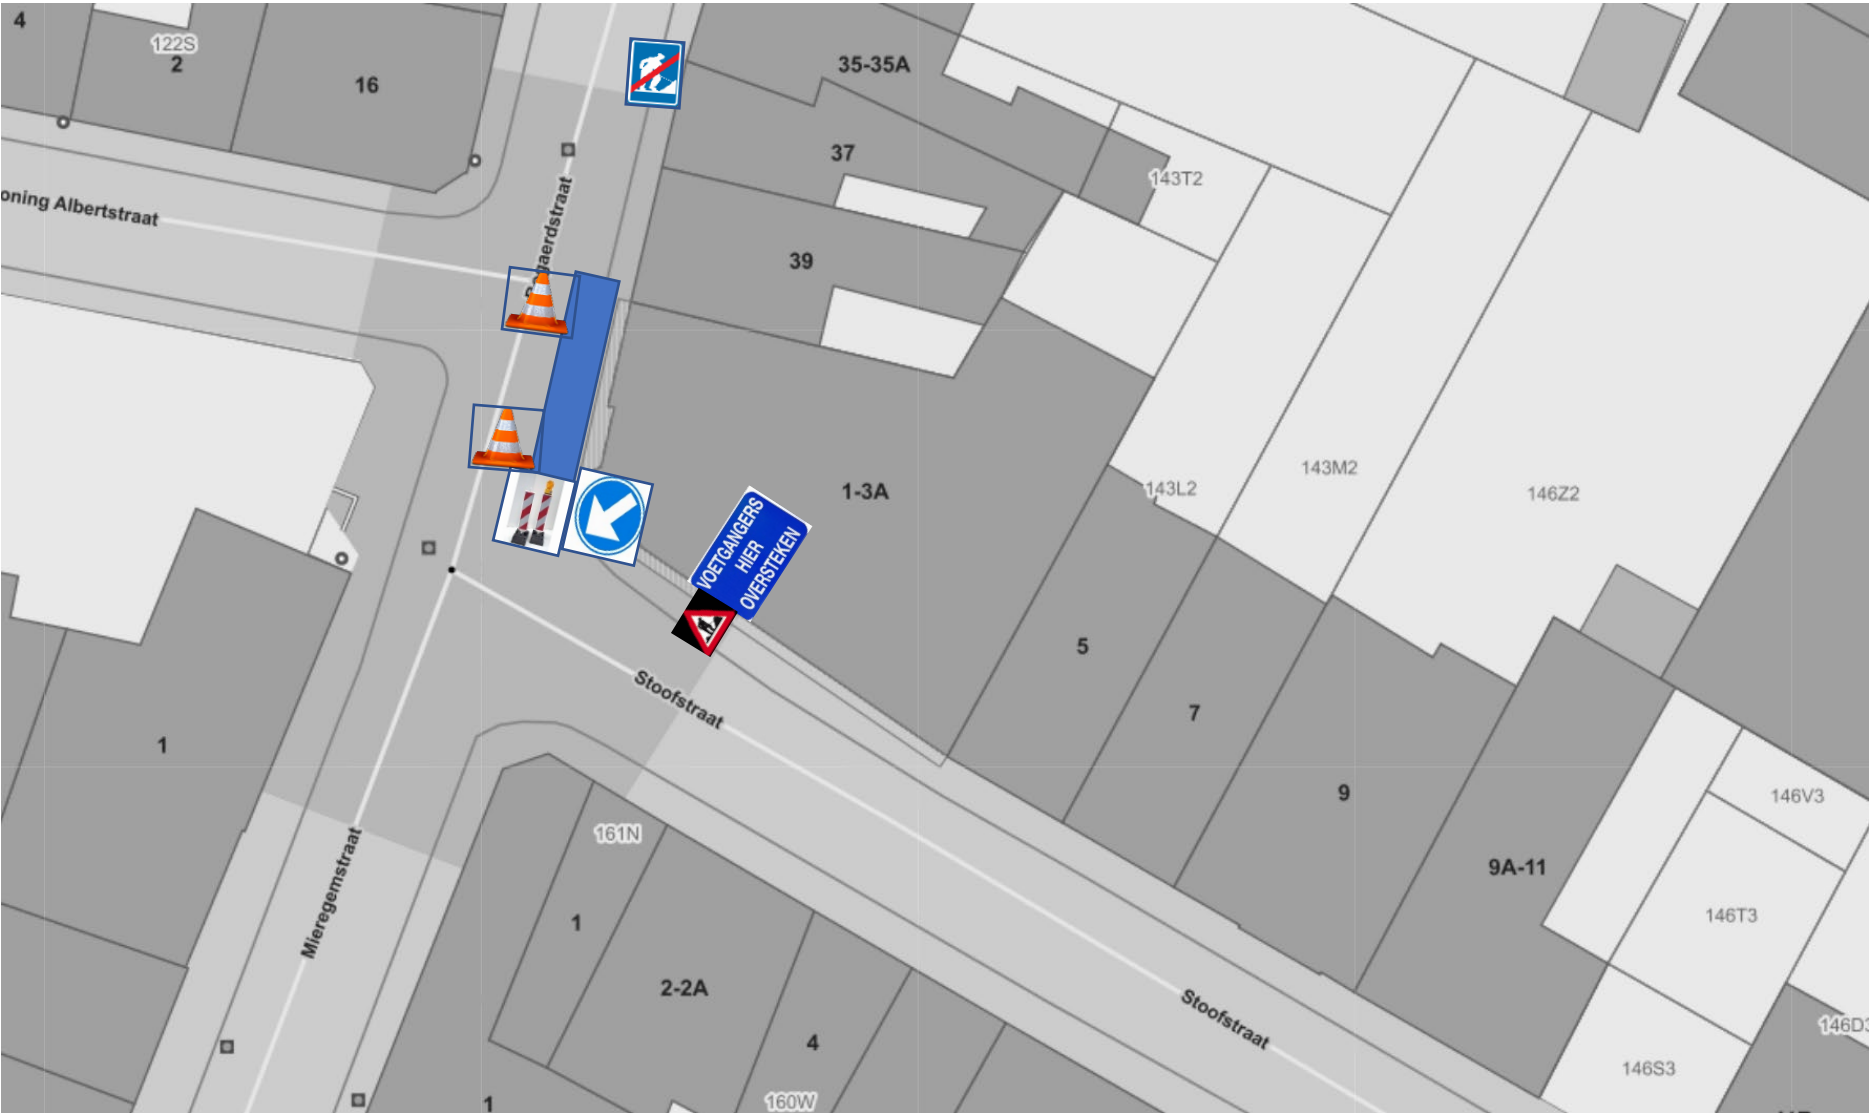 4
122S
2
16
35-35A
37
143T2
oning Albertstraat
gaerdstraat
39
1-3A
143L2
143M2
146Z2
VOETGANGERS
HIER
OVERSTEKEN
5
Stoofstraat
7
1
9
146V3
161N
9A-11
Mieregemstraat
1
146T3
2-2A
Stoofstraat
4
146D3
146S3
1
160W